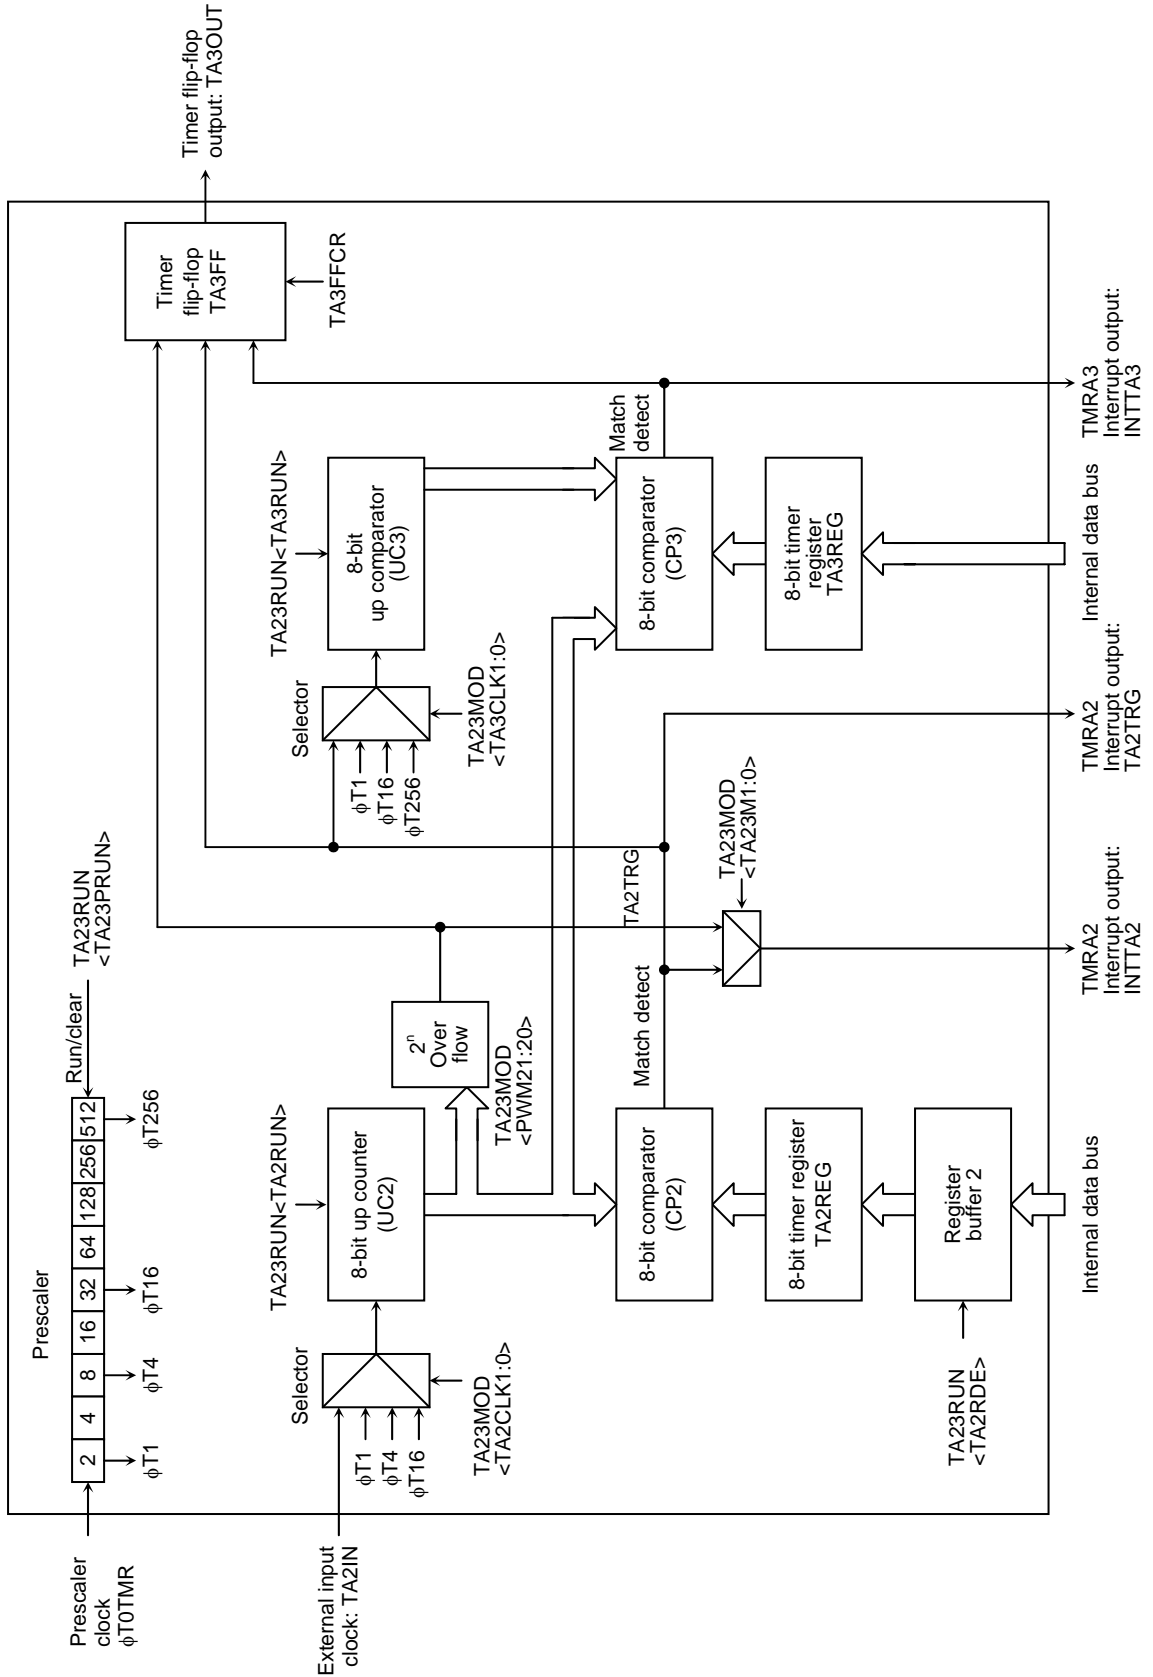 Prescaler
Prescaler
clock
ϕT0TMR
2 4 8 16 32 64 128 256 512
Run/clear
TA23RUN
<TA23PRUN>
ϕT1
ϕT4
ϕT16
ϕT256
External input
clock: TA2IN
Selector
ϕT1
ϕT4
ϕT16
TA23MOD
<TA2CLK1:0>
TA23RUN<TA2RUN>
8-bit up counter
(UC2)
2n
Over
flow
TA23MOD
<PWM21:20>
Selector
ϕT1
ϕT16
ϕT256
TA23MOD
<TA3CLK1:0>
TA23RUN<TA3RUN>
8-bit
up comparator
(UC3)
Timer
flip-flop
TA3FF
TA3FFCR
Timer flip-flop
output: TA3OUT
8-bit comparator
(CP2)
Match detect
TA2TRG
8-bit comparator
(CP3)
Match
detect
8-bit timer register
TA2REG
TA23MOD
<TA23M1:0>
8-bit timer
register
TA3REG
TA23RUN
<TA2RDE>
Register
buffer 2
Internal data bus
TMRA2
Interrupt output:
INTTA2
TMRA2
Interrupt output:
TA2TRG
Internal data bus
TMRA3
Interrupt output:
INTTA3